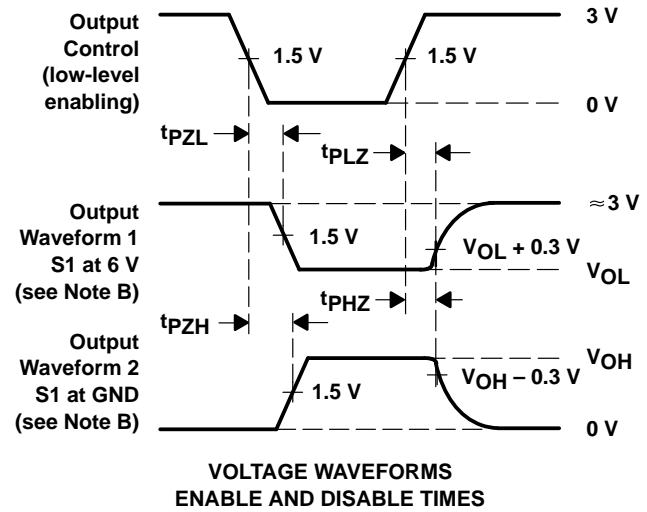 Output
Control
(low-level
enabling)
3 V
1.5 V
1.5 V
0 V
tPZL
tPLZ
Output
Waveform 1
S1 at 6 V
(see Note B)
≈3 V
1.5 V
VOL + 0.3 V
VOL
tPZH
tPHZ
Output
Waveform 2
S1 at GND
(see Note B)
VOH
1.5 V
VOH – 0.3 V
0 V
VOLTAGE WAVEFORMS
ENABLE AND DISABLE TIMES